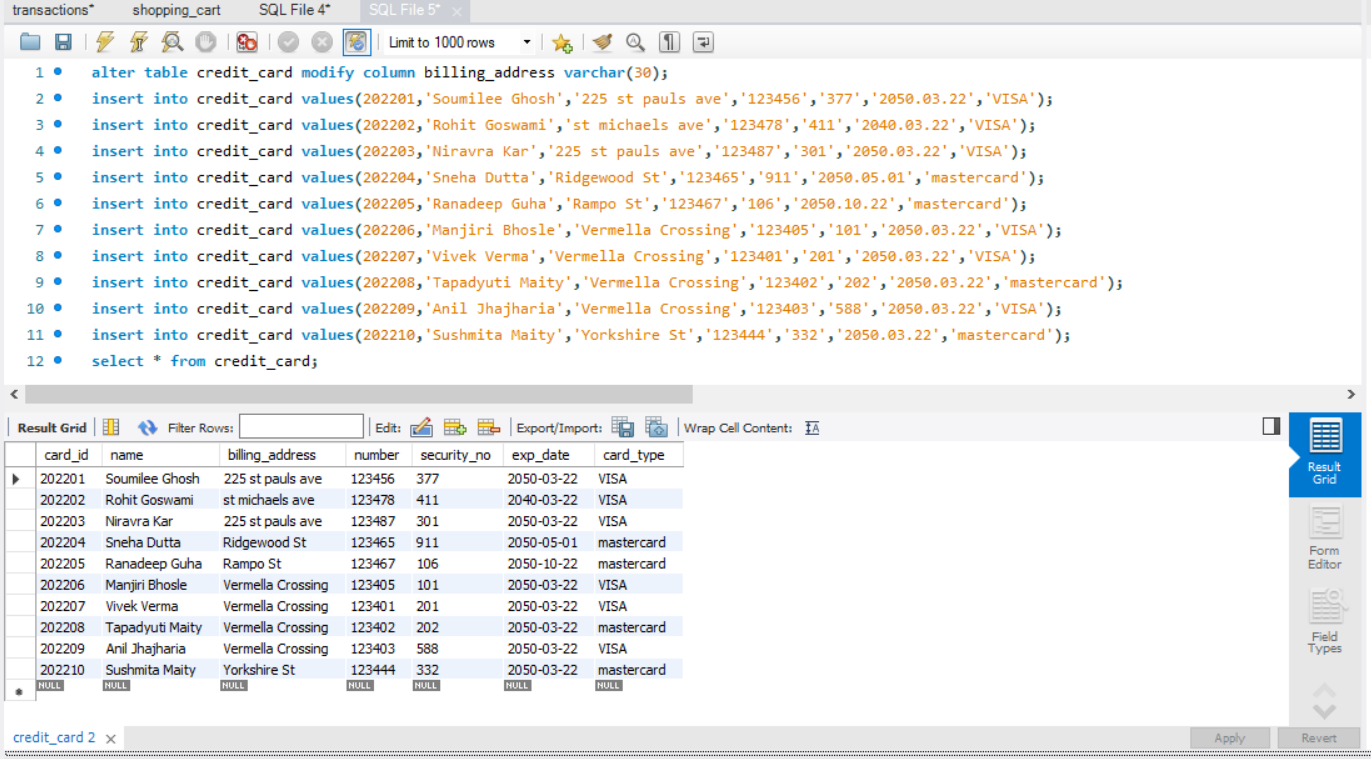 transactions* shopping_cart SQL File 4* SQL File 5* ×
Limit to 1000 rows
1 alter table credit_card modify column billing_address varchar(30);
2 insert into credit_card values(202201,'Soumilee Ghosh','225 st pauls ave','123456','377','2050.03.22','VISA');
3 insert into credit_card values(202202,'Rohit Goswami','st michaels ave','123478','411','2040.03.22','VISA');
4 insert into credit_card values(202203,'Niravra Kar','225 st pauls ave','123487','301','2050.03.22','VISA');
5 insert into credit_card values(202204,'Sneha Dutta','Ridgewood St','123465','911','2050.05.01','mastercard');
6 insert into credit_card values(202205,'Ranadeep Guha','Rampo St','123467','106','2050.10.22','mastercard');
7 insert into credit_card values(202206,'Manjiri Bhosle','Vermella Crossing','123405','101','2050.03.22','VISA');
8 insert into credit_card values(202207,'Vivek Verma','Vermella Crossing','123401','201','2050.03.22','VISA');
9 insert into credit_card values(202208,'Tapadyuti Maity','Vermella Crossing','123402','202','2050.03.22','mastercard');
10 insert into credit_card values(202209,'Anil Jhajharia','Vermella Crossing','123403','588','2050.03.22','VISA');
11 insert into credit_card values(202210,'Sushmita Maity','Yorkshire St','123444','332','2050.03.22','mastercard');
12 select * from credit_card;
Result Grid Filter Rows: Edit: Export/Import: Wrap Cell Content:
card_id name billing_address number security_no exp_date card_type
202201 Soumilee Ghosh 225 st pauls ave 123456 377 2050-03-22 VISA
202202 Rohit Goswami st michaels ave 123478 411 2040-03-22 VISA
202203 Niravra Kar 225 st pauls ave 123487 301 2050-03-22 VISA
202204 Sneha Dutta Ridgewood St 123465 911 2050-05-01 mastercard
202205 Ranadeep Guha Rampo St 123467 106 2050-10-22 mastercard
202206 Manjiri Bhosle Vermella Crossing 123405 101 2050-03-22 VISA
202207 Vivek Verma Vermella Crossing 123401 201 2050-03-22 VISA
202208 Tapadyuti Maity Vermella Crossing 123402 202 2050-03-22 mastercard
202209 Anil Jhajharia Vermella Crossing 123403 588 2050-03-22 VISA
202210 Sushmita Maity Yorkshire St 123444 332 2050-03-22 mastercard
NULL NULL NULL NULL NULL NULL NULL
Result
Grid
Form
Editor
Field
Types
credit_card 2 × Apply Revert